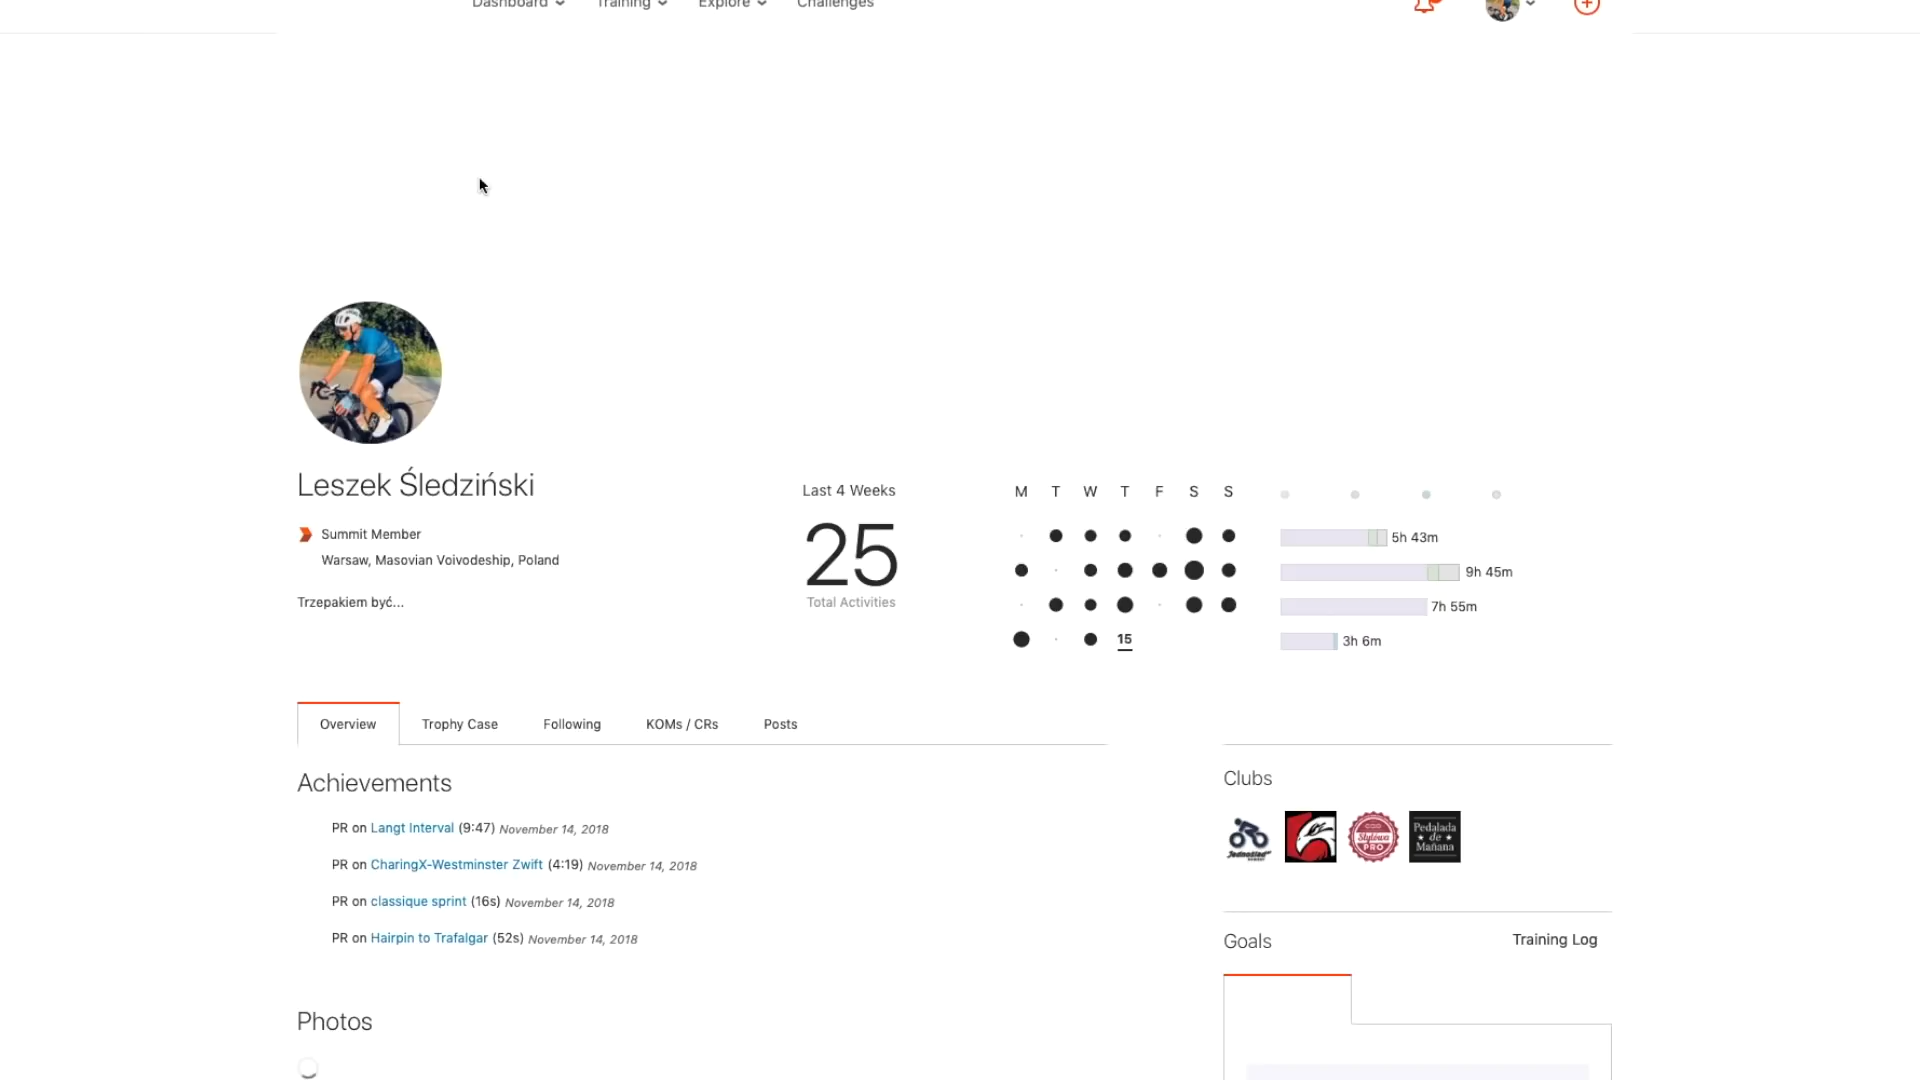 Dashboard Training Explore Challenges
Leszek Śledziński
Summit Member
Warsaw, Masovian Voivodeship, Poland
Trzepakiem być...
Last 4 Weeks
25
Total Activities
M T W T F S S
15
5h 43m
9h 45m
7h 55m
3h 6m
Overview Trophy Case Following KOMs / CRs Posts
Achievements
PR on Langt Interval (9:47) November 14, 2018
PR on CharingX-Westminster Zwift (4:19) November 14, 2018
PR on classique sprint (16s) November 14, 2018
PR on Hairpin to Trafalgar (52s) November 14, 2018
Photos
Clubs
Jednoślad
Stylowa
PRO
Pedalada
de
Mañana
Goals Training Log